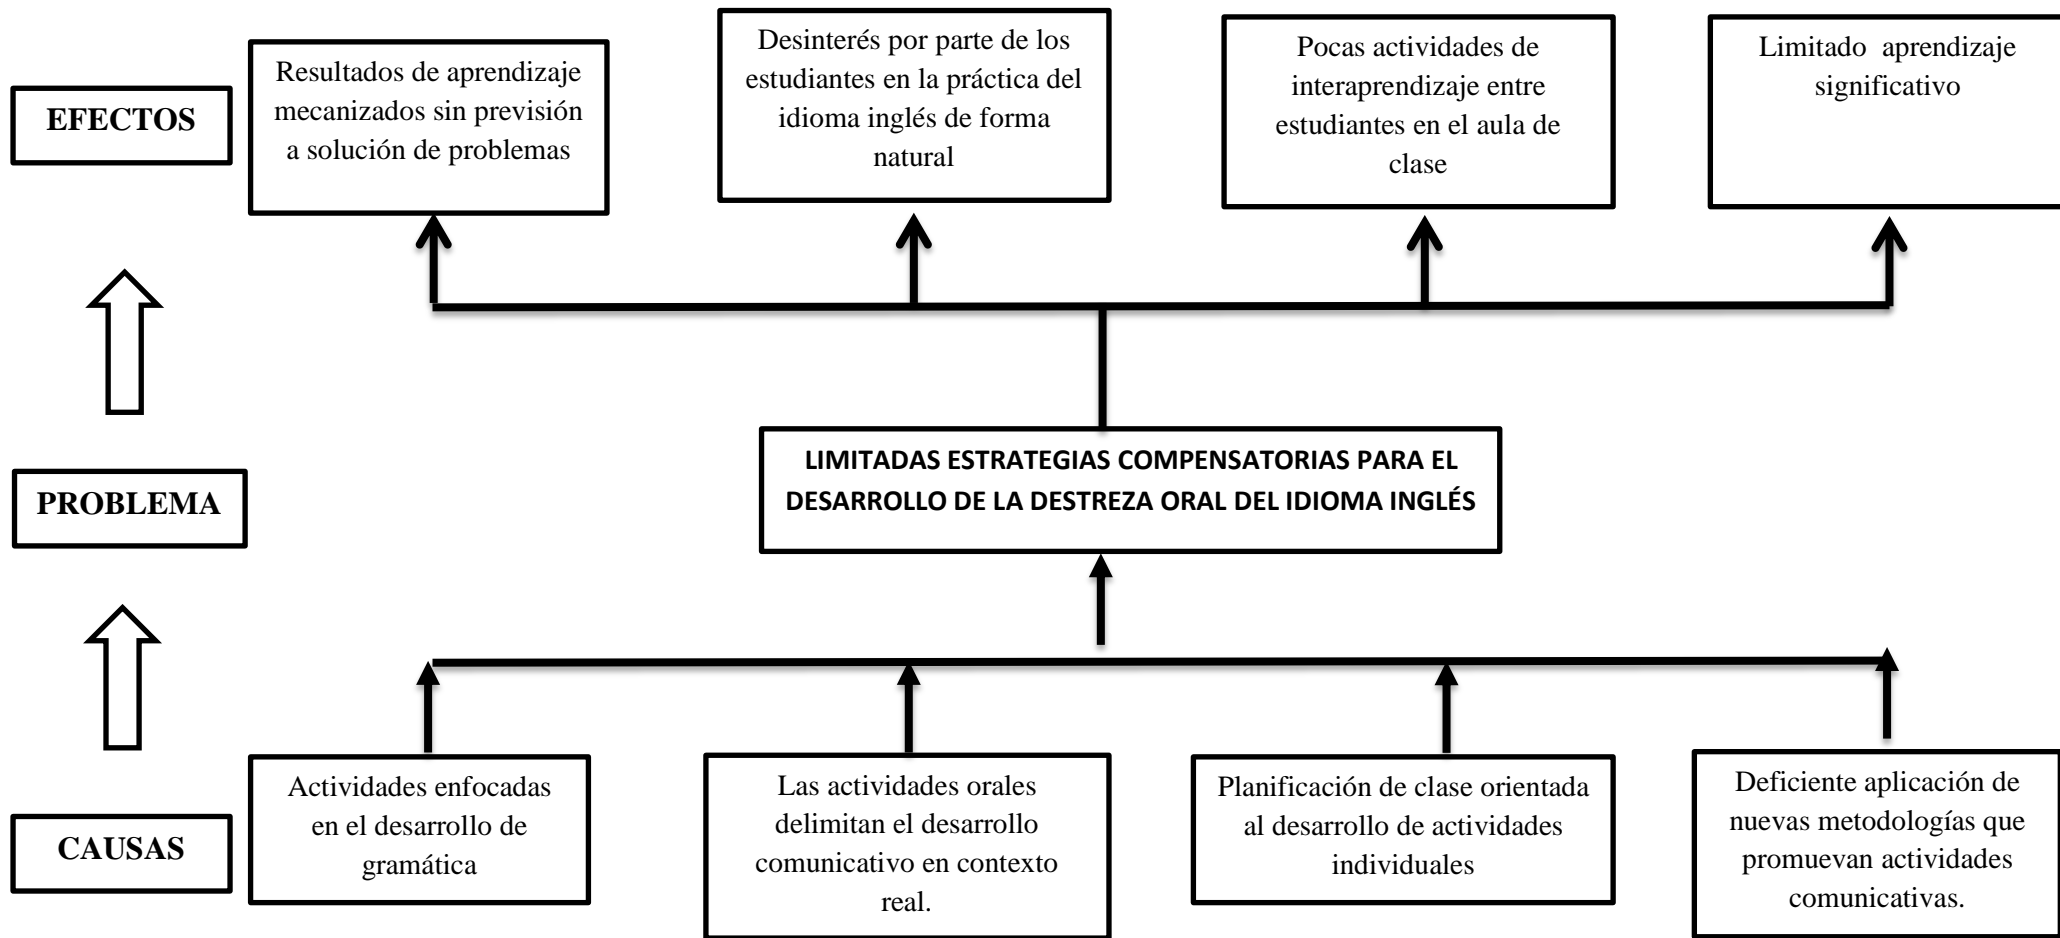 EFECTOS
Resultados de aprendizaje
mecanizados sin previsión
a solución de problemas
Desinterés por parte de los
estudiantes en la práctica del
idioma inglés de forma
natural
Pocas actividades de
interaprendizaje entre
estudiantes en el aula de
clase
Limitado aprendizaje
significativo
PROBLEMA
LIMITADAS ESTRATEGIAS COMPENSATORIAS PARA EL
DESARROLLO DE LA DESTREZA ORAL DEL IDIOMA INGLÉS
CAUSAS
Actividades enfocadas
en el desarrollo de
gramática
Las actividades orales
delimitan el desarrollo
comunicativo en contexto
real.
Planificación de clase orientada
al desarrollo de actividades
individuales
Deficiente aplicación de
nuevas metodologías que
promuevan actividades
comunicativas.